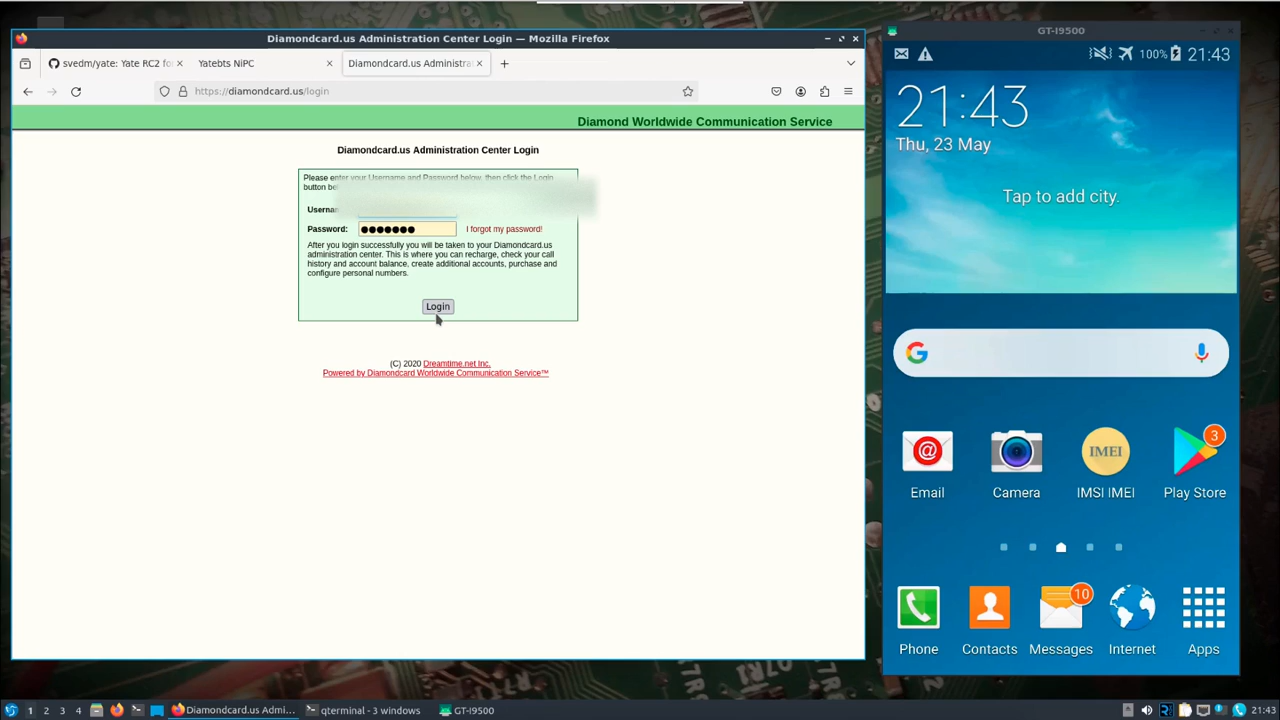 Diamondcard.us Administration Center Login — Mozilla Firefox
svedm/yate: Yate RC2 fo
Yatebts NiPC
Diamondcard.us Administra
https://diamondcard.us/login
Diamond Worldwide Communication Service
Diamondcard.us Administration Center Login
Please enter your Username and Password below, then click the Login
button be
Userna
Password:
I forgot my password!
After you login successfully you will be taken to your Diamondcard.us
administration center. This is where you can recharge, check your call
history and account balance, create additional accounts, purchase and
configure personal numbers.
Login
(C) 2020 Dreamtime.net Inc.
Powered by Diamondcard Worldwide Communication Service™
GT-I9500
100% 21:43
21:43
Thu, 23 May
Tap to add city.
G
@
IMEI
3
Email
Camera
IMSI IMEI
Play Store
10
Phone
Contacts
Messages
Internet
Apps
1 2 3 4
Diamondcard.us Admi...
qterminal - 3 windows
GT-I9500
21:43